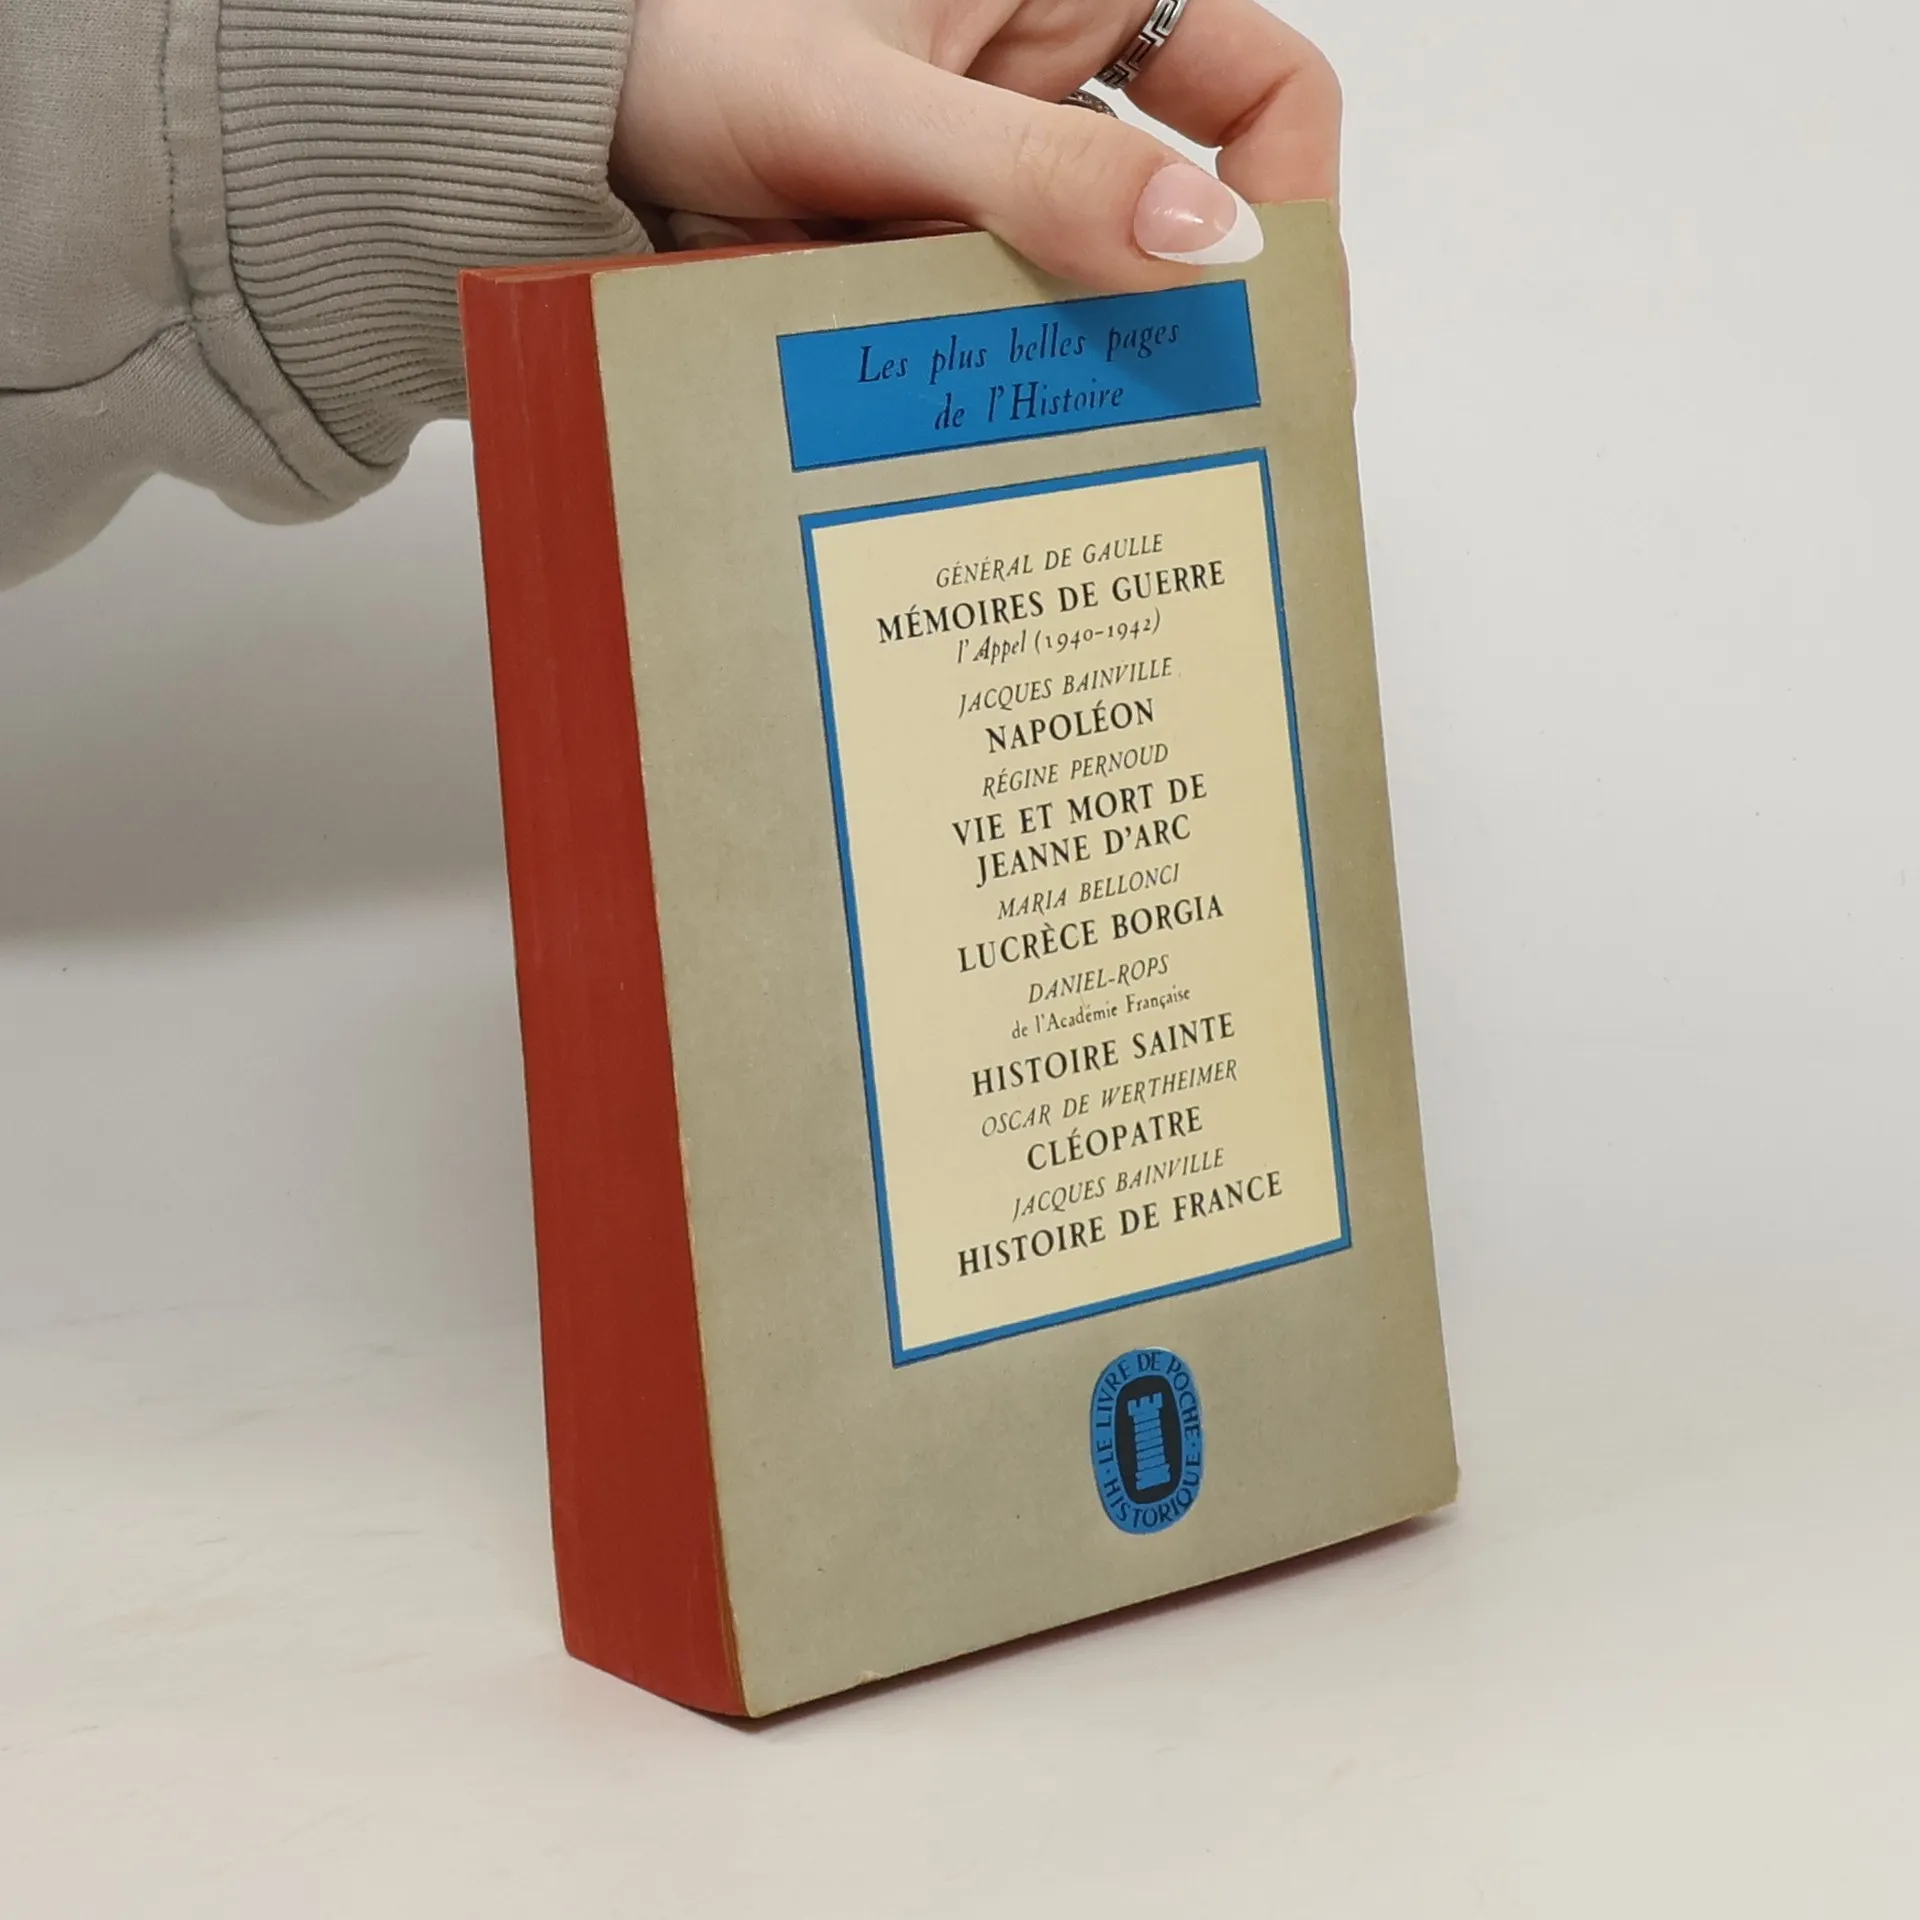 Les plus belles pages
de l'Histoire
GÉNÉRAL DE GAULLE
MÉMOIRES DE GUERRE
l'Appel (1940-1942)
JACQUES BAINVILLE
NAPOLÉON
RÉGINE PERNOUD
VIE ET MORT DE
JEANNE D'ARC
MARIA BELLONCI
LUCRÈCE BORGIA
DANIEL-ROPS
de l'Académie Française
HISTOIRE SAINTE
OSCAR DE WERTHEIMER
CLÉOPATRE
JACQUES BAINVILLE
HISTOIRE DE FRANCE
LE LIVRE DE POCHE
HISTORIQUE